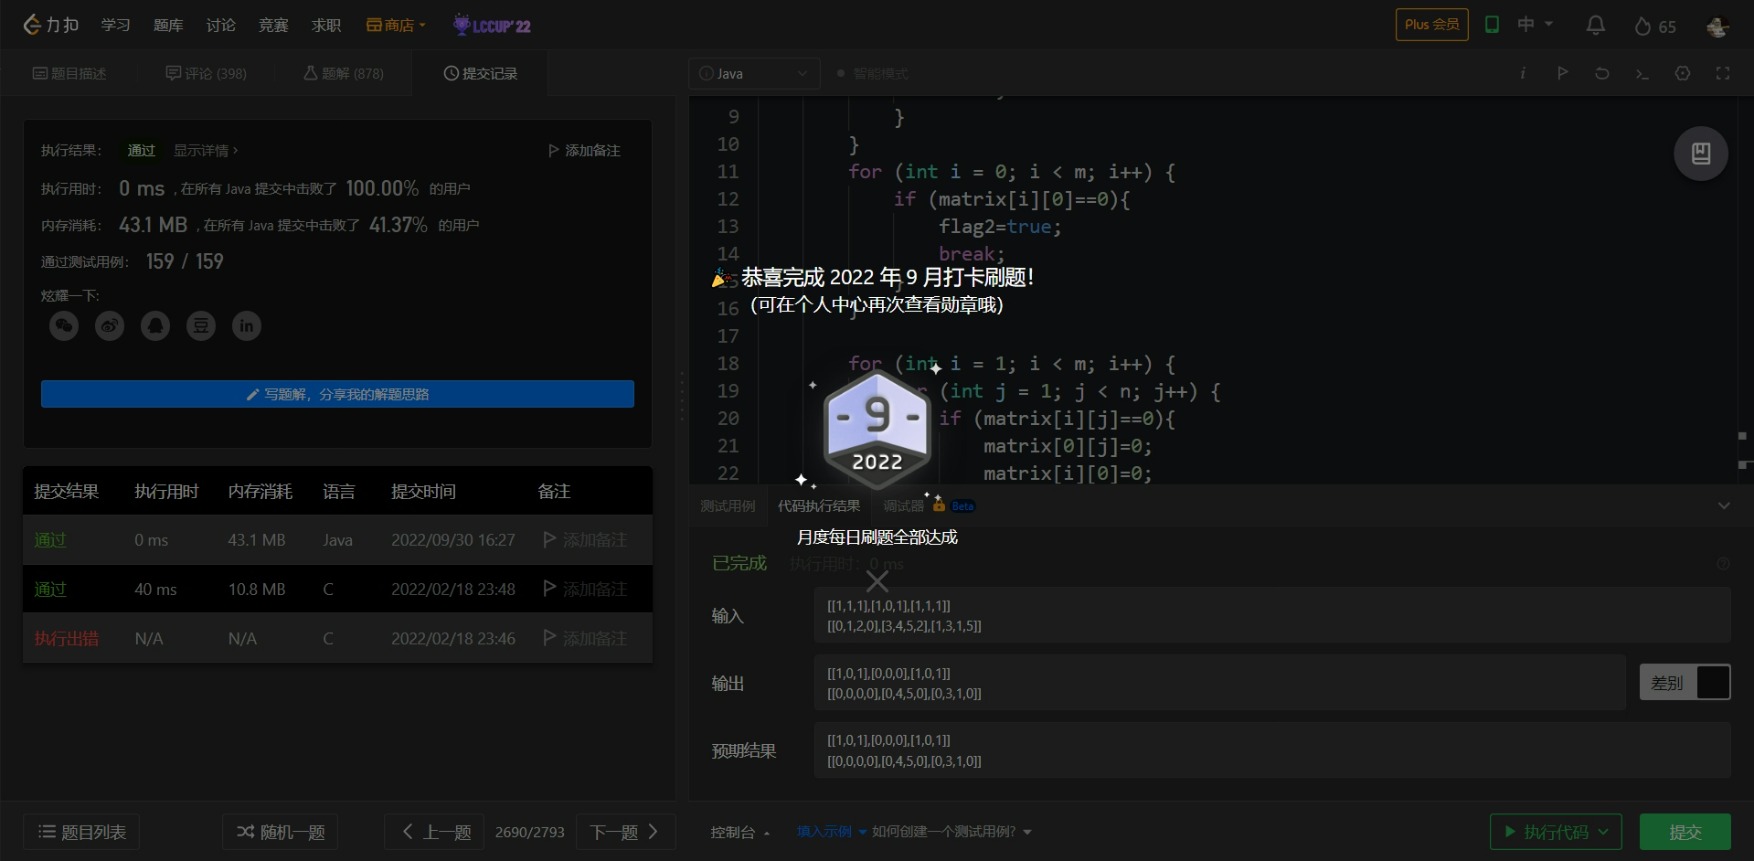 力扣 学习 题库 讨论 竞赛 求职 商店 LCCUP'22 Plus 会员 中 65
题目描述 评论 (398) 题解 (878) 提交记录
Java 智能模式
执行结果： 通过 显示详情 > 添加备注
执行用时： 0 ms , 在所有 Java 提交中击败了 100.00% 的用户
内存消耗： 43.1 MB , 在所有 Java 提交中击败了 41.37% 的用户
通过测试用例： 159 / 159
炫耀一下:
写题解，分享我的解题思路
提交结果 执行用时 内存消耗 语言 提交时间 备注
通过 0 ms 43.1 MB Java 2022/09/30 16:27 添加备注
通过 40 ms 10.8 MB C 2022/02/18 23:48 添加备注
执行出错 N/A N/A C 2022/02/18 23:46 添加备注
题目列表 随机一题 上一题 2690/2793 下一题
9 }
10 }
11 for (int i = 0; i < m; i++) {
12 if (matrix[i][0]==0){
13 flag2=true;
14 break;
15 }
16 }
17
18 for (int i = 1; i < m; i++) {
19 (int j = 1; j < n; j++) {
20 if (matrix[i][j]==0){
21 matrix[0][j]=0;
22 matrix[i][0]=0;
恭喜完成 2022 年 9 月打卡刷题！
(可在个人中心再次查看勋章哦)
9
2022
月度每日刷题全部达成
测试用例 代码执行结果 调试器 Beta
已完成 执行用时： 0 ms
输入
[[1,1,1],[1,0,1],[1,1,1]]
[[0,1,2,0],[3,4,5,2],[1,3,1,5]]
输出
[[1,0,1],[0,0,0],[1,0,1]]
[[0,0,0,0],[0,4,5,0],[0,3,1,0]]
差别
预期结果
[[1,0,1],[0,0,0],[1,0,1]]
[[0,0,0,0],[0,4,5,0],[0,3,1,0]]
控制台 填入示例 如何创建一个测试用例? 执行代码 提交